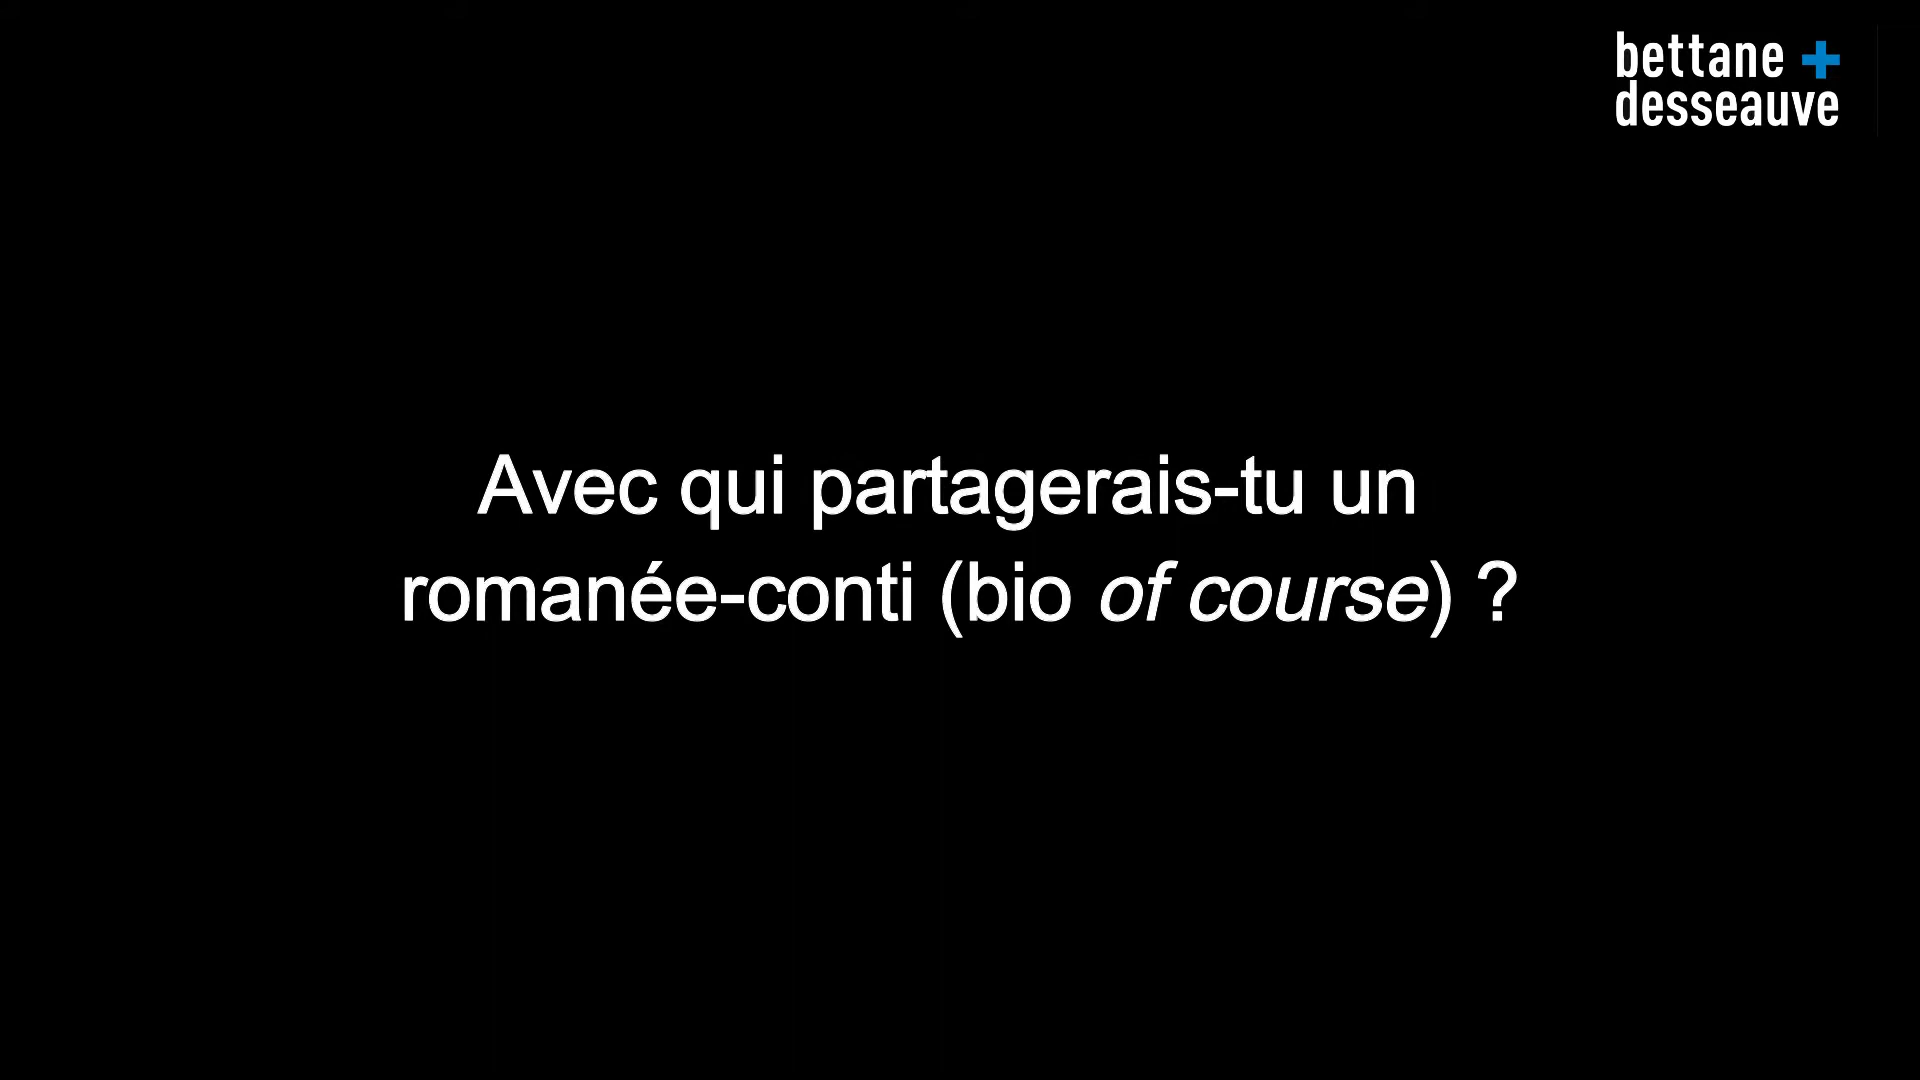 bettane +
desseauve
Avec qui partagerais-tu un
romanée-conti (bio of course) ?